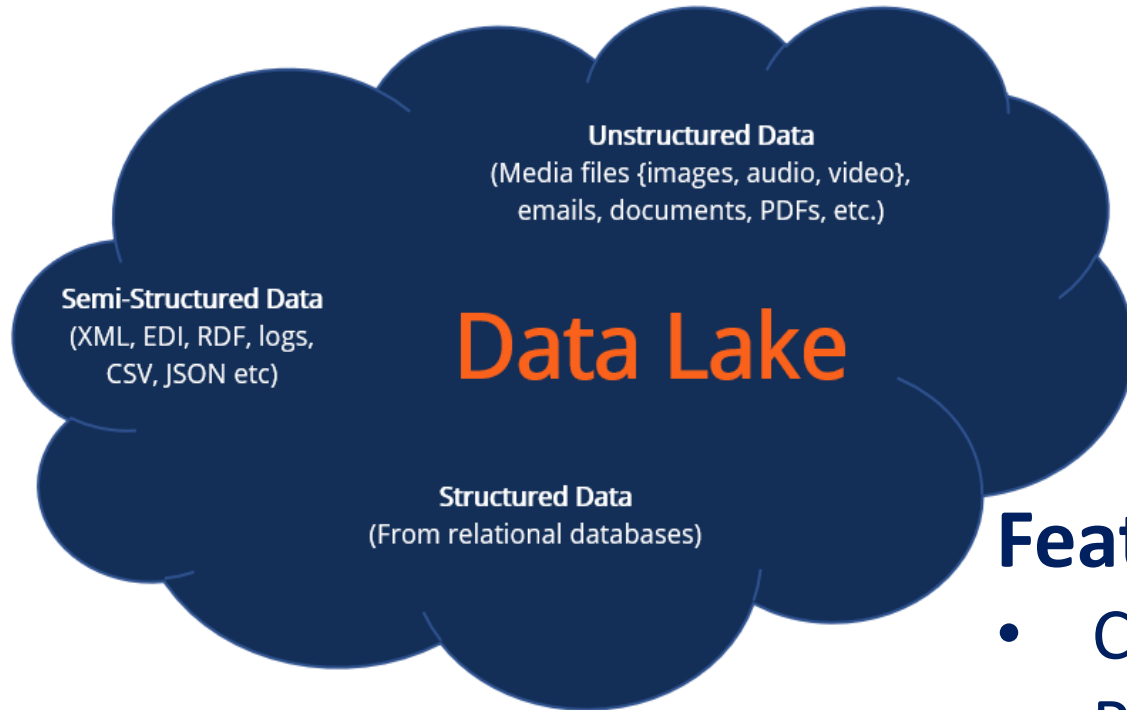 Unstructured Data
(Media files {images, audio, video},
emails, documents, PDFs, etc.)
Semi-Structured Data
(XML, EDI, RDF, logs,
CSV, JSON etc)
Data Lake
Structured Data
(From relational databases)